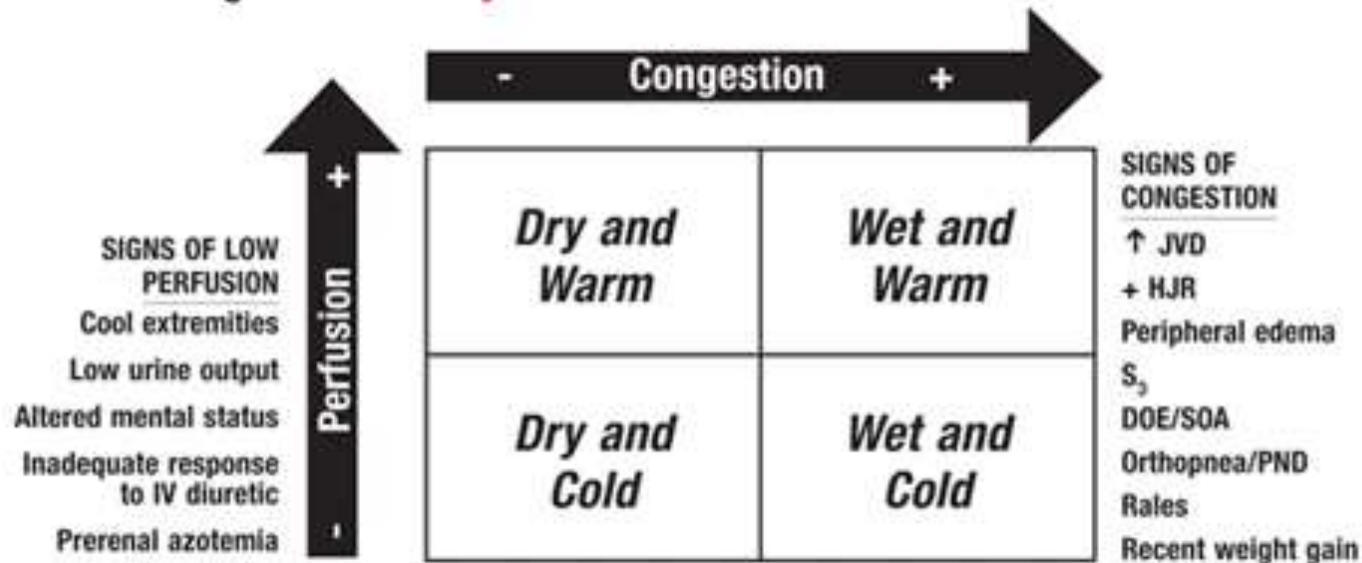 - Congestion +
SIGNS OF LOW
PERFUSION
Cool extremities
Low urine output
Altered mental status
Inadequate response
to IV diuretic
Prerenal azotemia
+ Perfusion -
Dry and
Warm
Wet and
Warm
Dry and
Cold
Wet and
Cold
SIGNS OF
CONGESTION
↑ JVD
+ HJR
Peripheral edema
S₃
DOE/SOA
Orthopnea/PND
Rales
Recent weight gain